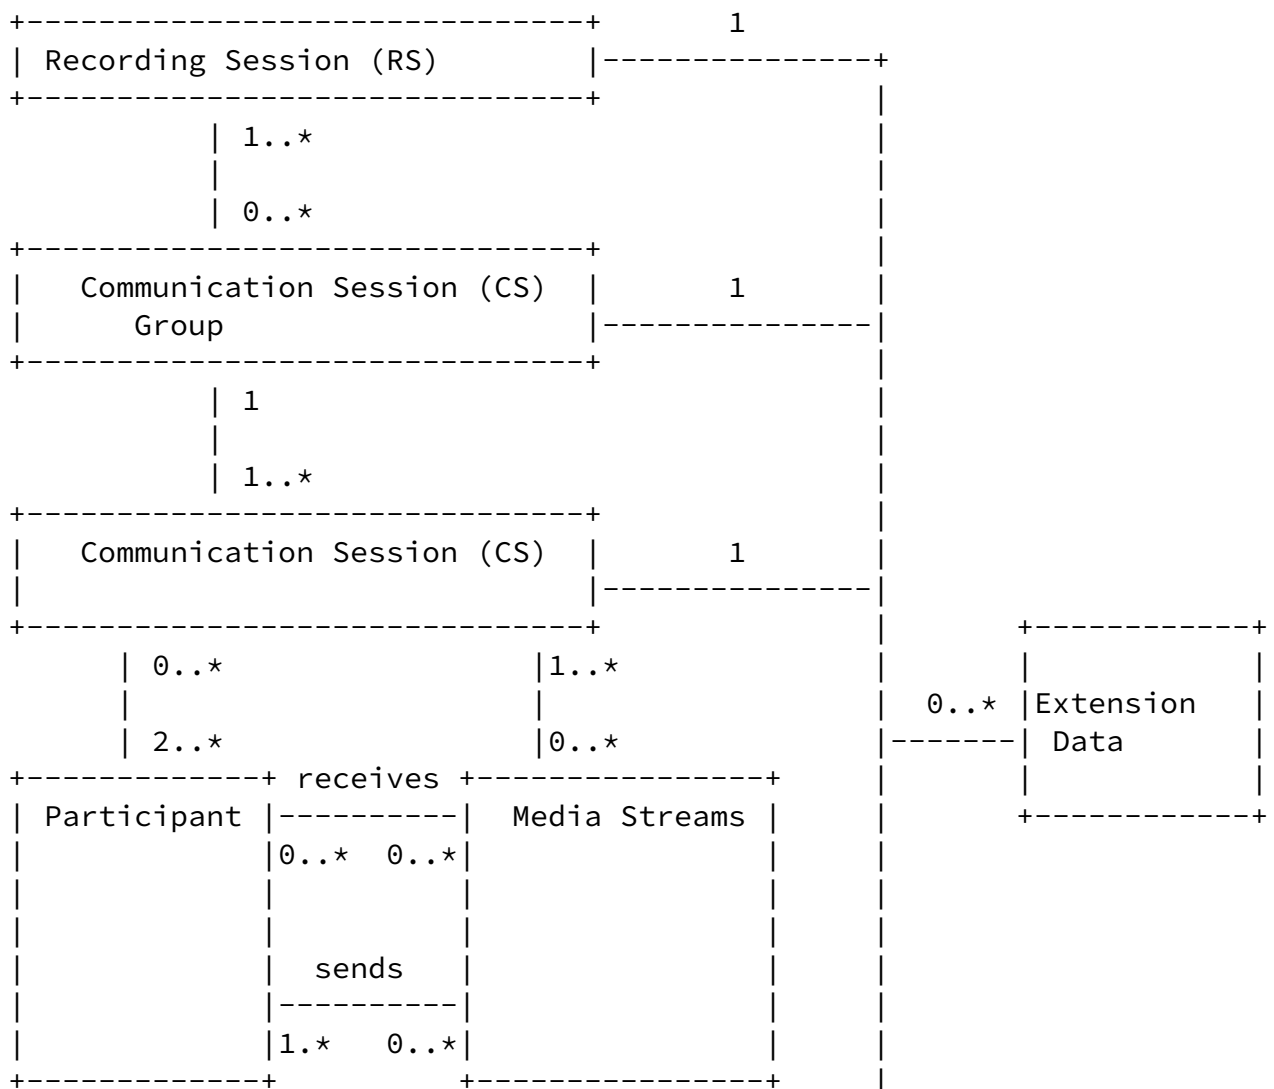 1
Recording Session (RS)
1..*
0..*
Communication Session (CS) 1
Group
1
1..*
Communication Session (CS) 1
0..* 1..*
0..* Extension
2..* 0..* Data
receives
Participant Media Streams
0..* 0..*
sends
1.* 0..*